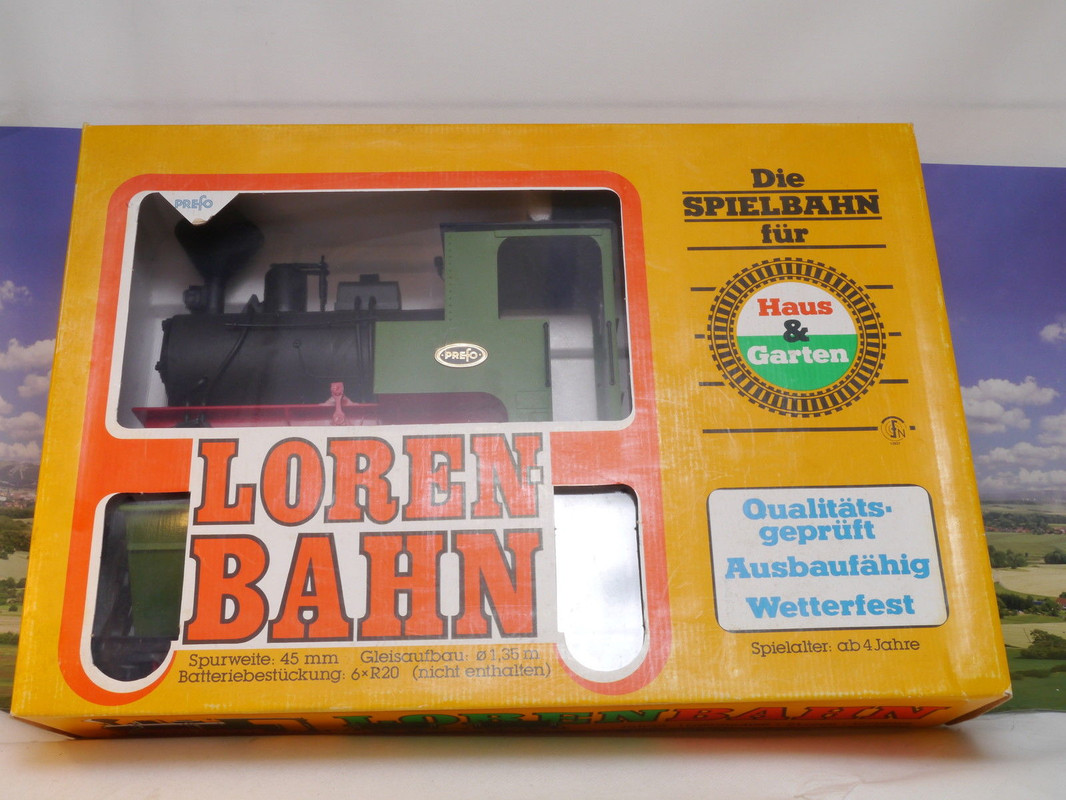 PREFO
PREFO
LOREN-
BAHN
Spurweite: 45 mm Gleisaufbau: ø 1,35 m
Batteriebestückung: 6×R20 (nicht enthalten)
Die
SPIELBAHN
für
Haus
&
Garten
Qualitäts-
geprüft
Ausbaufähig
Wetterfest
Spielalter: ab 4 Jahre
LORENBAHN